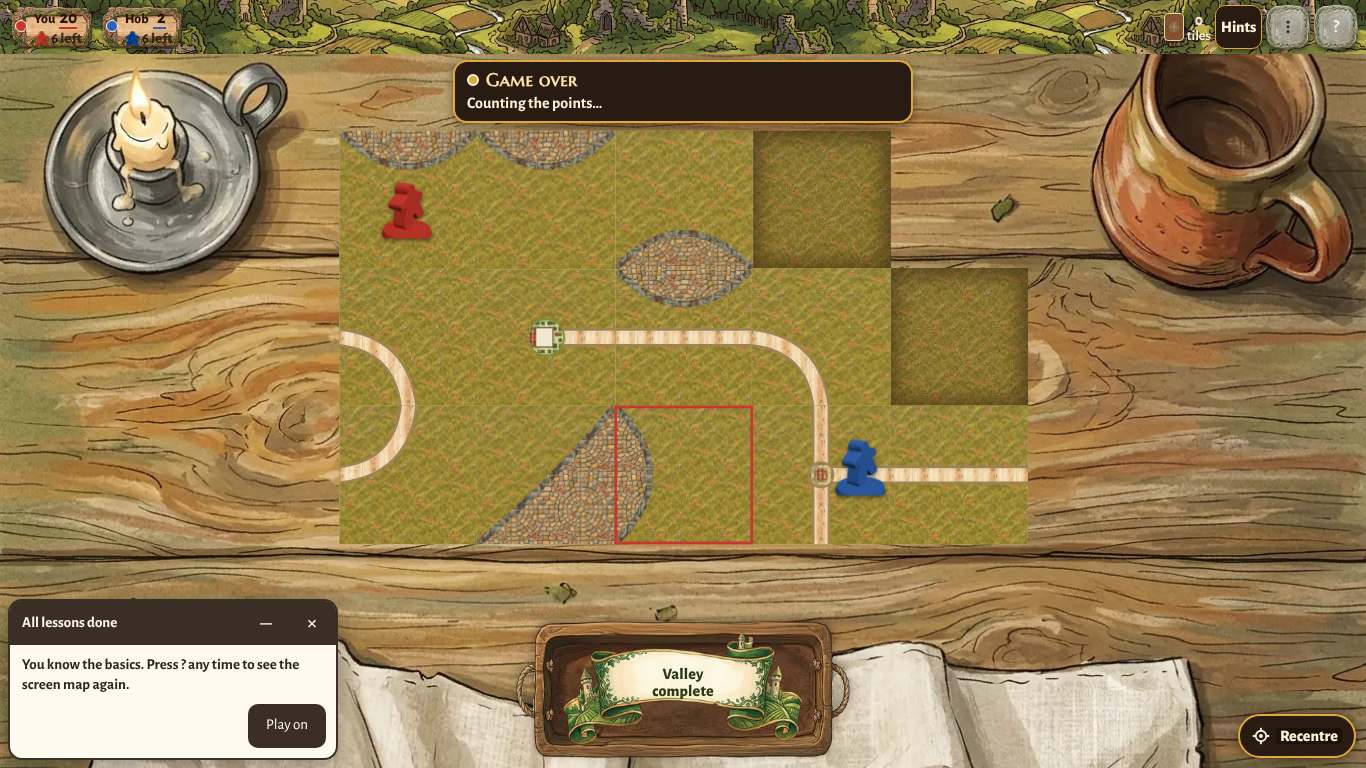 You 20
6 left
Hob 2
6 left
0
tiles
Hints
?
Game over
Counting the points...
All lessons done
You know the basics. Press ? any time to see the
screen map again.
Play on
Valley
complete
Recentre